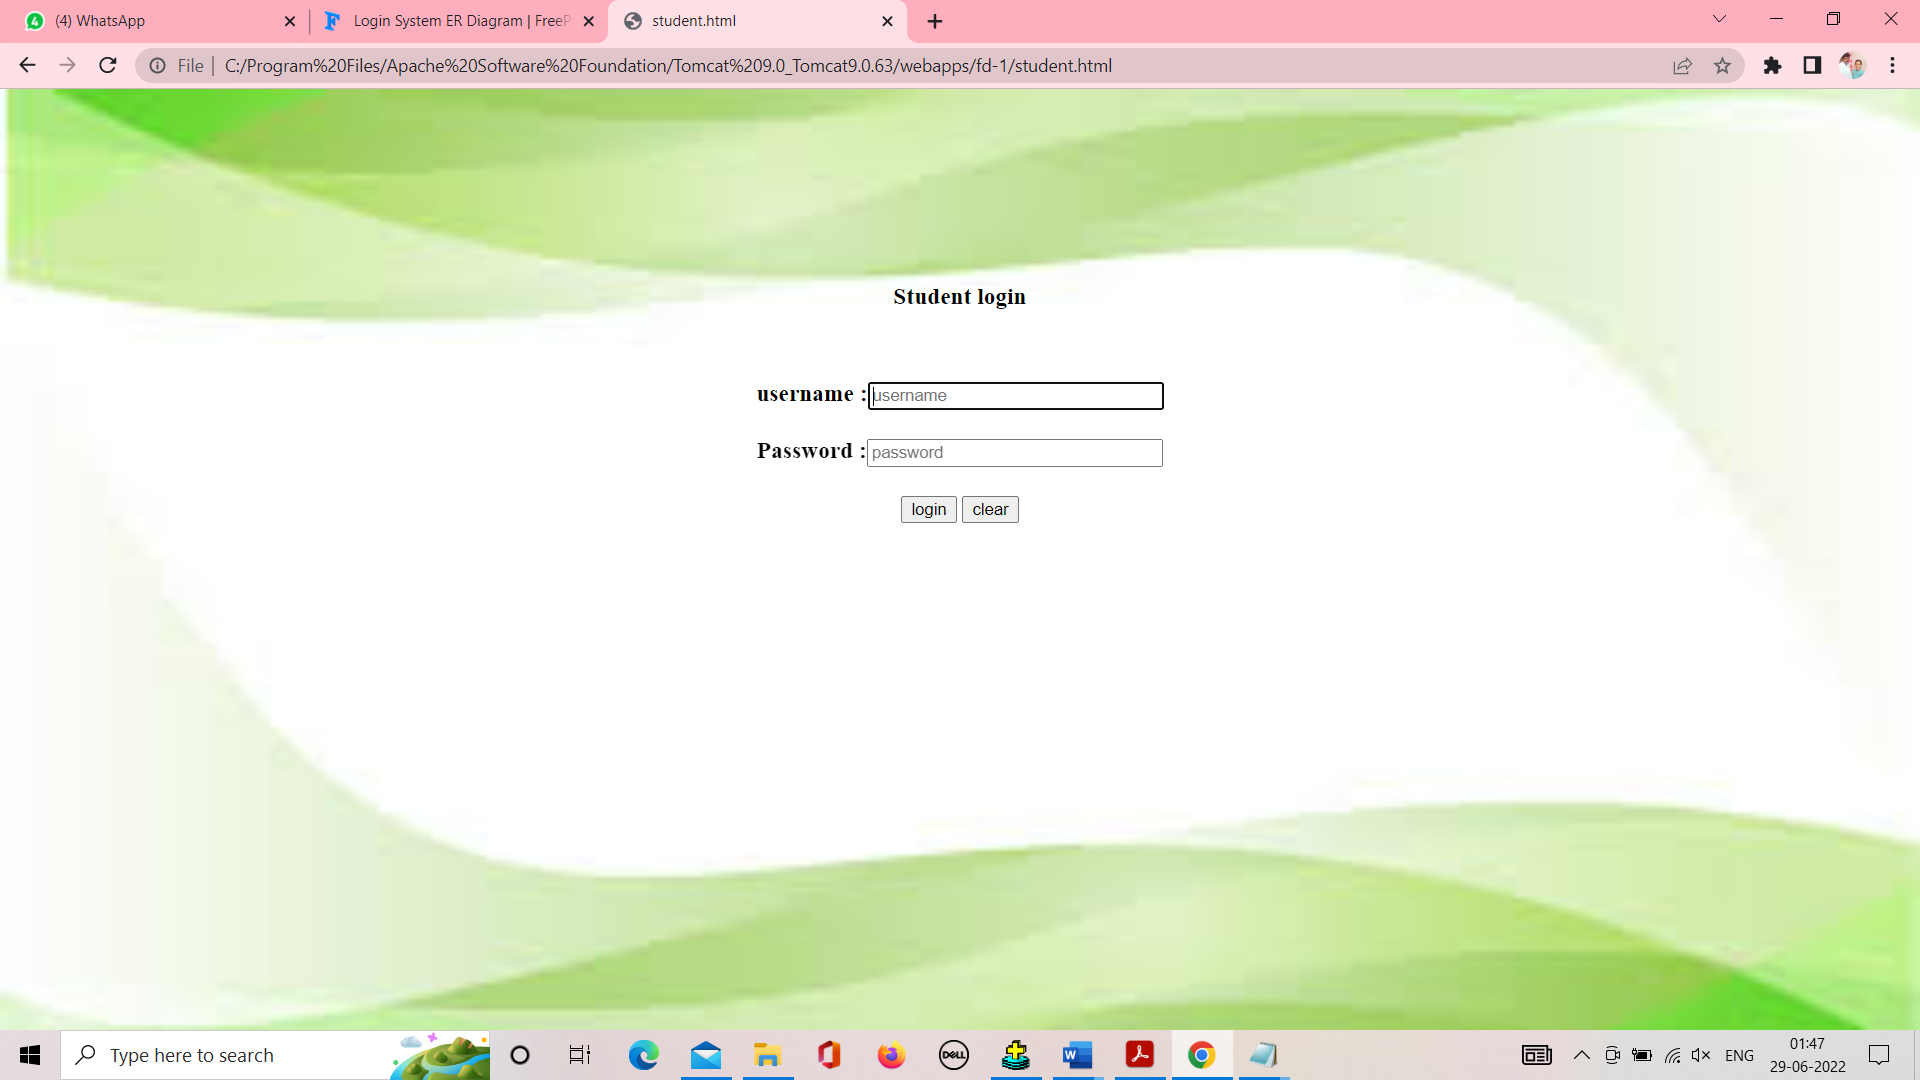 (4) WhatsApp
Login System ER Diagram | FreeP
student.html
File | C:/Program%20Files/Apache%20Software%20Foundation/Tomcat%209.0_Tomcat9.0.63/webapps/fd-1/student.html
Student login
username : username
Password : password
login clear
Type here to search
DELL
W
ENG
01:47
29-06-2022